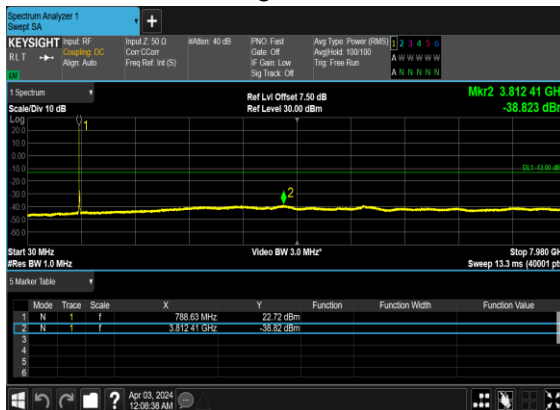 Spectrum Analyzer 1
Swept SA
+
KEYSIGHT Input: RF Input Z: 50 Ω #Atten: 40 dB PNO: Fast Avg Type: Power (RMS) 1 2 3 4 5 6
RLT Coupling: DC Corr CCorr Gate: Off Avg|Hold: 100/100 A W W W W W
Align: Auto Freq Ref: Int (S) IF Gain: Low Trig: Free Run A N N N N N
LXI Sig Track: Off
1 Spectrum Ref Lvl Offset 7.50 dB Mkr2 3.812 41 GH
Scale/Div 10 dB Ref Level 30.00 dBm -38.823 dBm
Log
20.0 1
10.0
0.00
-10.0 DL1 -13.00 dB
-20.0
-30.0 2
-40.0
-50.0
-60.0
Start 30 MHz Video BW 3.0 MHz* Stop 7.980 GH
#Res BW 1.0 MHz Sweep 13.3 ms (40001 pt
5 Marker Table
Mode Trace Scale X Y Function Function Width Function Value
1 N 1 f 788.63 MHz 22.72 dBm
2 N 1 f 3.812 41 GHz -38.82 dBm
3
4
5
6
? Apr 03, 2024
12:08:38 AM